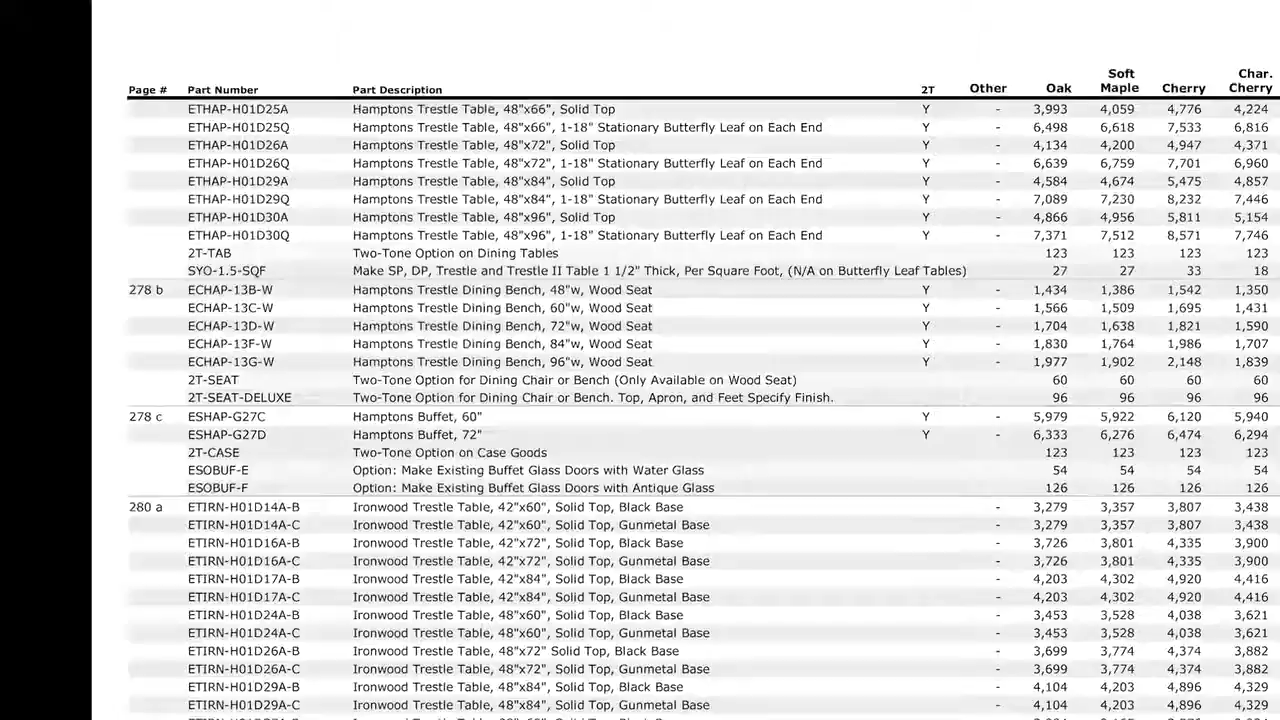 Page # Part Number Part Description 2T Other Oak Soft Maple Cherry Char. Cherry
ETHAP-H01D25A Hamptons Trestle Table, 48"x66", Solid Top Y - 3,993 4,059 4,776 4,224
ETHAP-H01D25Q Hamptons Trestle Table, 48"x66", 1-18" Stationary Butterfly Leaf on Each End Y - 6,498 6,618 7,533 6,816
ETHAP-H01D26A Hamptons Trestle Table, 48"x72", Solid Top Y - 4,134 4,200 4,947 4,371
ETHAP-H01D26Q Hamptons Trestle Table, 48"x72", 1-18" Stationary Butterfly Leaf on Each End Y - 6,639 6,759 7,701 6,960
ETHAP-H01D29A Hamptons Trestle Table, 48"x84", Solid Top Y - 4,584 4,674 5,475 4,857
ETHAP-H01D29Q Hamptons Trestle Table, 48"x84", 1-18" Stationary Butterfly Leaf on Each End Y - 7,089 7,230 8,232 7,446
ETHAP-H01D30A Hamptons Trestle Table, 48"x96", Solid Top Y - 4,866 4,956 5,811 5,154
ETHAP-H01D30Q Hamptons Trestle Table, 48"x96", 1-18" Stationary Butterfly Leaf on Each End Y - 7,371 7,512 8,571 7,746
2T-TAB Two-Tone Option on Dining Tables 123 123 123 123
SYO-1.5-SQF Make SP, DP, Trestle and Trestle II Table 1 1/2" Thick, Per Square Foot, (N/A on Butterfly Leaf Tables) 27 27 33 18
278 b ECHAP-13B-W Hamptons Trestle Dining Bench, 48"w, Wood Seat Y - 1,434 1,386 1,542 1,350
ECHAP-13C-W Hamptons Trestle Dining Bench, 60"w, Wood Seat Y - 1,566 1,509 1,695 1,431
ECHAP-13D-W Hamptons Trestle Dining Bench, 72"w, Wood Seat Y - 1,704 1,638 1,821 1,590
ECHAP-13F-W Hamptons Trestle Dining Bench, 84"w, Wood Seat Y - 1,830 1,764 1,986 1,707
ECHAP-13G-W Hamptons Trestle Dining Bench, 96"w, Wood Seat Y - 1,977 1,902 2,148 1,839
2T-SEAT Two-Tone Option for Dining Chair or Bench (Only Available on Wood Seat) 60 60 60 60
2T-SEAT-DELUXE Two-Tone Option for Dining Chair or Bench. Top, Apron, and Feet Specify Finish. 96 96 96 96
278 c ESHAP-G27C Hamptons Buffet, 60" Y - 5,979 5,922 6,120 5,940
ESHAP-G27D Hamptons Buffet, 72" Y - 6,333 6,276 6,474 6,294
2T-CASE Two-Tone Option on Case Goods 123 123 123 123
ESOBUF-E Option: Make Existing Buffet Glass Doors with Water Glass 54 54 54 54
ESOBUF-F Option: Make Existing Buffet Glass Doors with Antique Glass 126 126 126 126
280 a ETIRN-H01D14A-B Ironwood Trestle Table, 42"x60", Solid Top, Black Base - 3,279 3,357 3,807 3,438
ETIRN-H01D14A-C Ironwood Trestle Table, 42"x60", Solid Top, Gunmetal Base - 3,279 3,357 3,807 3,438
ETIRN-H01D16A-B Ironwood Trestle Table, 42"x72", Solid Top, Black Base - 3,726 3,801 4,335 3,900
ETIRN-H01D16A-C Ironwood Trestle Table, 42"x72", Solid Top, Gunmetal Base - 3,726 3,801 4,335 3,900
ETIRN-H01D17A-B Ironwood Trestle Table, 42"x84", Solid Top, Black Base - 4,203 4,302 4,920 4,416
ETIRN-H01D17A-C Ironwood Trestle Table, 42"x84", Solid Top, Gunmetal Base - 4,203 4,302 4,920 4,416
ETIRN-H01D24A-B Ironwood Trestle Table, 48"x60", Solid Top, Black Base - 3,453 3,528 4,038 3,621
ETIRN-H01D24A-C Ironwood Trestle Table, 48"x60", Solid Top, Gunmetal Base - 3,453 3,528 4,038 3,621
ETIRN-H01D26A-B Ironwood Trestle Table, 48"x72" Solid Top, Black Base - 3,699 3,774 4,374 3,882
ETIRN-H01D26A-C Ironwood Trestle Table, 48"x72", Solid Top, Gunmetal Base - 3,699 3,774 4,374 3,882
ETIRN-H01D29A-B Ironwood Trestle Table, 48"x84", Solid Top, Black Base - 4,104 4,203 4,896 4,329
ETIRN-H01D29A-C Ironwood Trestle Table, 48"x84", Solid Top, Gunmetal Base - 4,104 4,203 4,896 4,329